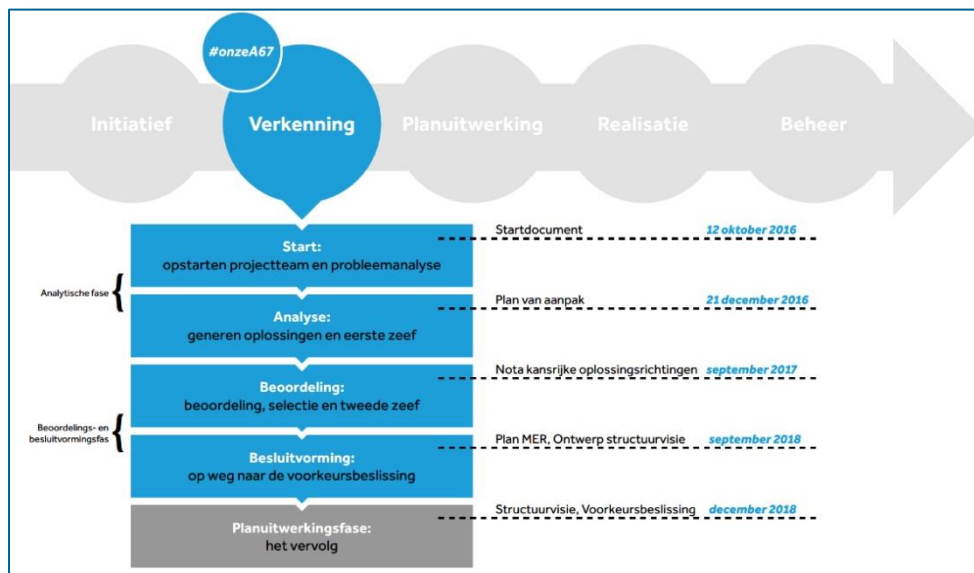 #onzeA67
Initiatief
Verkenning
Planuitwerking
Realisatie
Beheer
Start:
opstarten projectteam en probleemanalyse
Startdocument 12 oktober 2016
Analytische fase
Plan van aanpak 21 december 2016
Analyse:
generen oplossingen en eerste zeef
Nota kansrijke oplossingsrichtingen september 2017
Beoordeling:
beoordeling, selectie en tweede zeef
Beoordelings- en
besluitvormingsfas
Plan MER, Ontwerp structuurvisie september 2018
Besluitvorming:
op weg naar de voorkeursbeslissing
Structuurvisie, Voorkeursbeslissing december 2018
Planuitwerkingsfase:
het vervolg